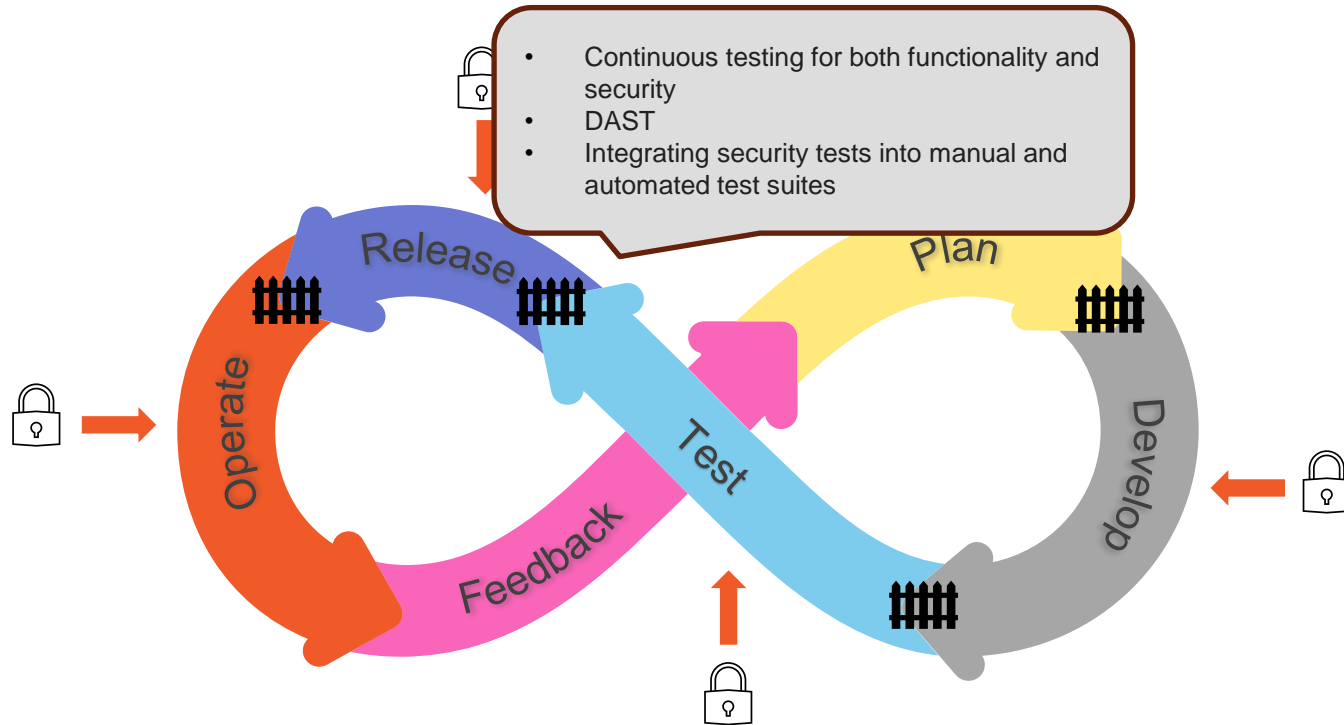 • Continuous testing for both functionality and
security
• DAST
• Integrating security tests into manual and
automated test suites
Release
Plan
Operate
Test
Develop
Feedback